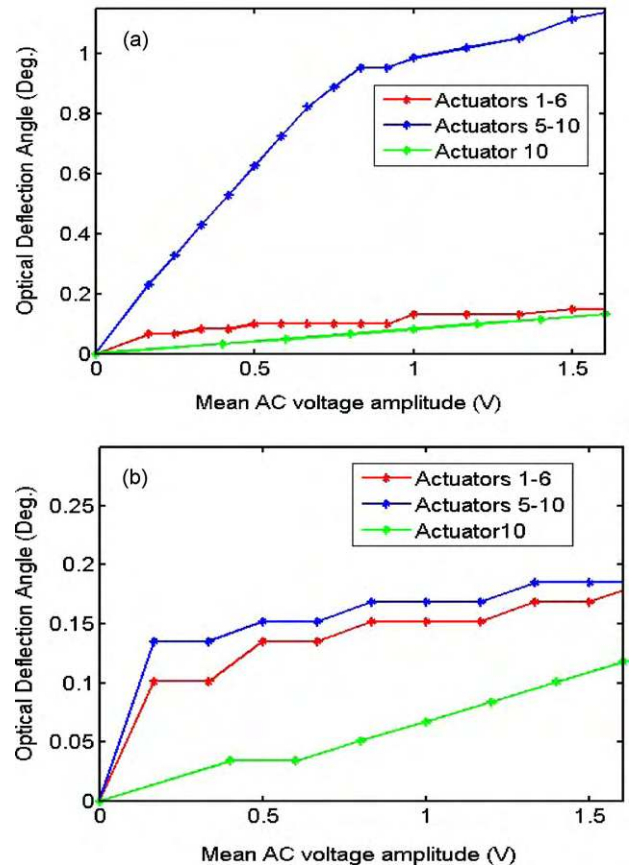 (a)
1
0.8
0.6
0.4
0.2
0
Optical Deflection Angle (Deg.)
Actuators 1-6
Actuators 5-10
Actuator 10
0 0.5 1 1.5
Mean AC voltage amplitude (V)
(b)
0.25
0.2
0.15
0.1
0.05
0
Optical Deflection Angle (Deg.)
Actuators 1-6
Actuators 5-10
Actuator10
0 0.5 1 1.5
Mean AC voltage amplitude (V)